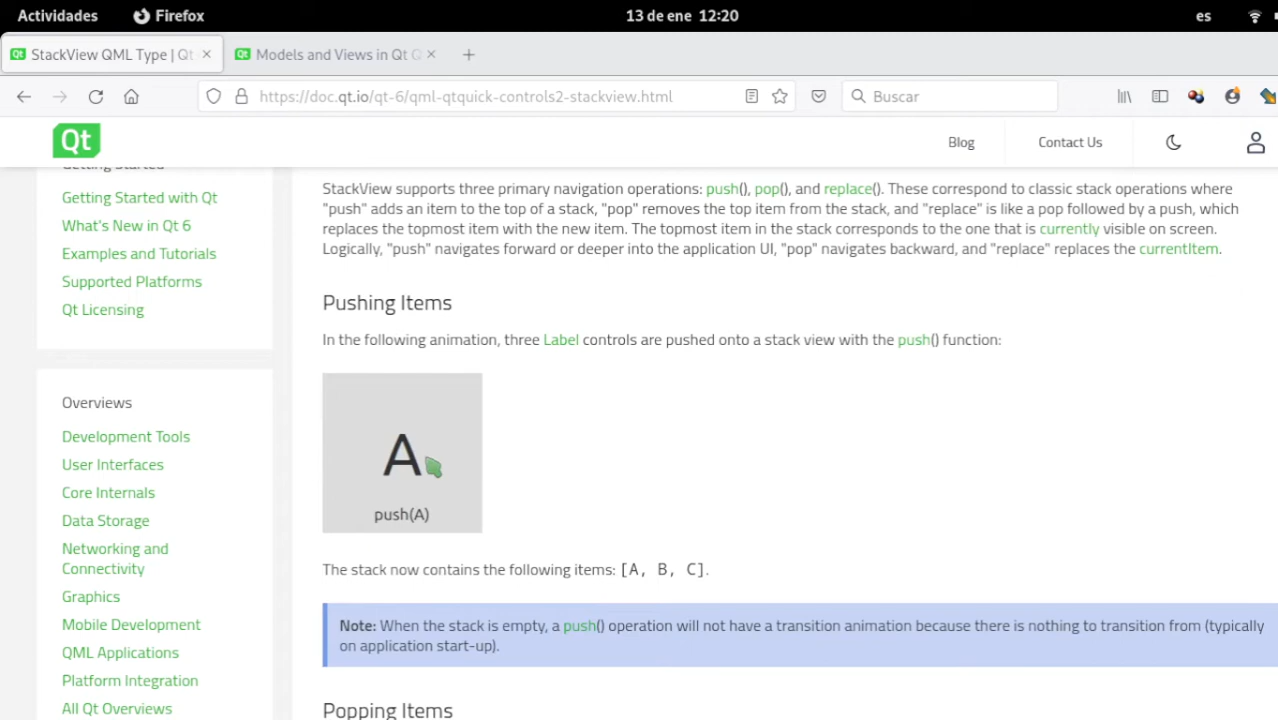 Actividades
Firefox
13 de ene 12:20
es
StackView QML Type | Qt
Models and Views in Qt Q
https://doc.qt.io/qt-6/qml-qtquick-controls2-stackview.html
Buscar
Qt
Blog
Contact Us
Getting Started
Getting Started with Qt
What's New in Qt 6
Examples and Tutorials
Supported Platforms
Qt Licensing
Overviews
Development Tools
User Interfaces
Core Internals
Data Storage
Networking and
Connectivity
Graphics
Mobile Development
QML Applications
Platform Integration
All Qt Overviews
StackView supports three primary navigation operations: push(), pop(), and replace(). These correspond to classic stack operations where
"push" adds an item to the top of a stack, "pop" removes the top item from the stack, and "replace" is like a pop followed by a push, which
replaces the topmost item with the new item. The topmost item in the stack corresponds to the one that is currently visible on screen.
Logically, "push" navigates forward or deeper into the application UI, "pop" navigates backward, and "replace" replaces the currentItem.
Pushing Items
In the following animation, three Label controls are pushed onto a stack view with the push() function:
A
push(A)
The stack now contains the following items: [A, B, C].
Note: When the stack is empty, a push() operation will not have a transition animation because there is nothing to transition from (typically
on application start-up).
Popping Items